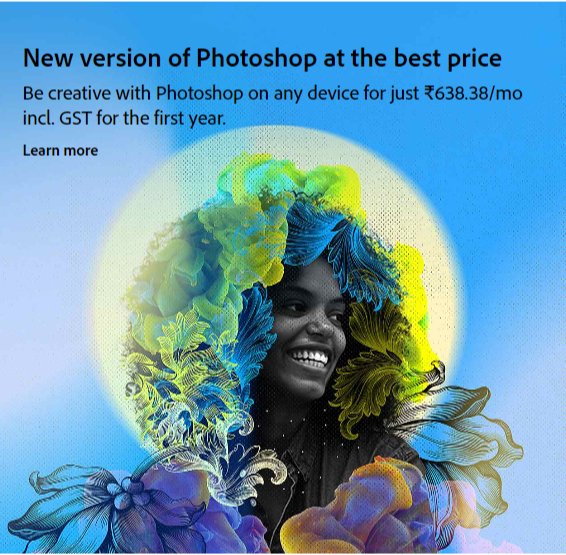 New version of Photoshop at the best price
Be creative with Photoshop on any device for just ₹638.38/mo
incl. GST for the first year.
Learn more